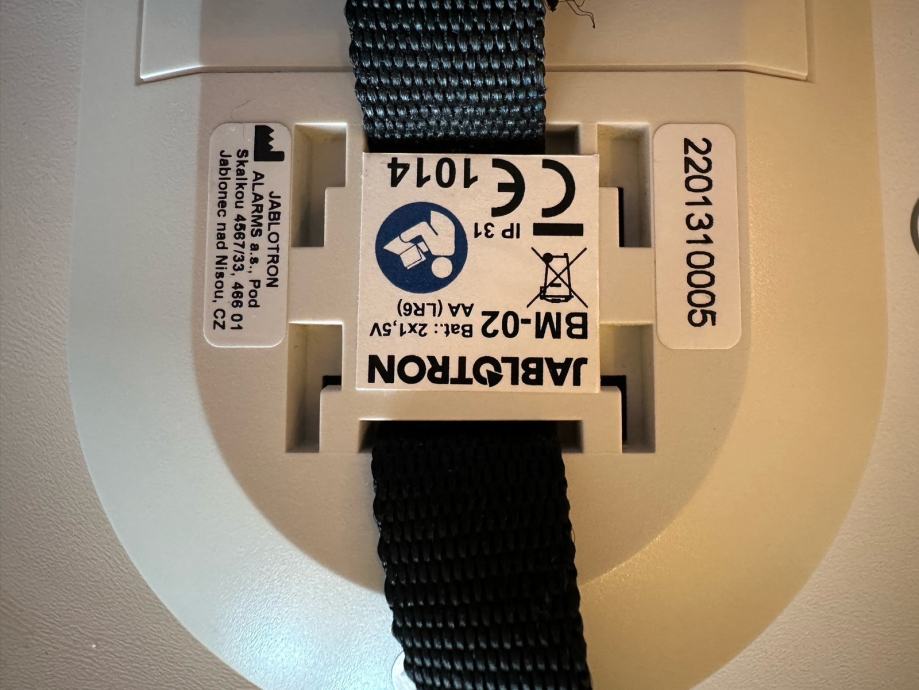 JABLOTRON
ALARMS a.s., Pod
Skalkou 4567/33, 466 01
Jablonec nad Nisou, CZ
JABLOTRON
BM-02 Bat.: 2x1,5V
AA (LR6)
IP 31
CE
1014
2201310005